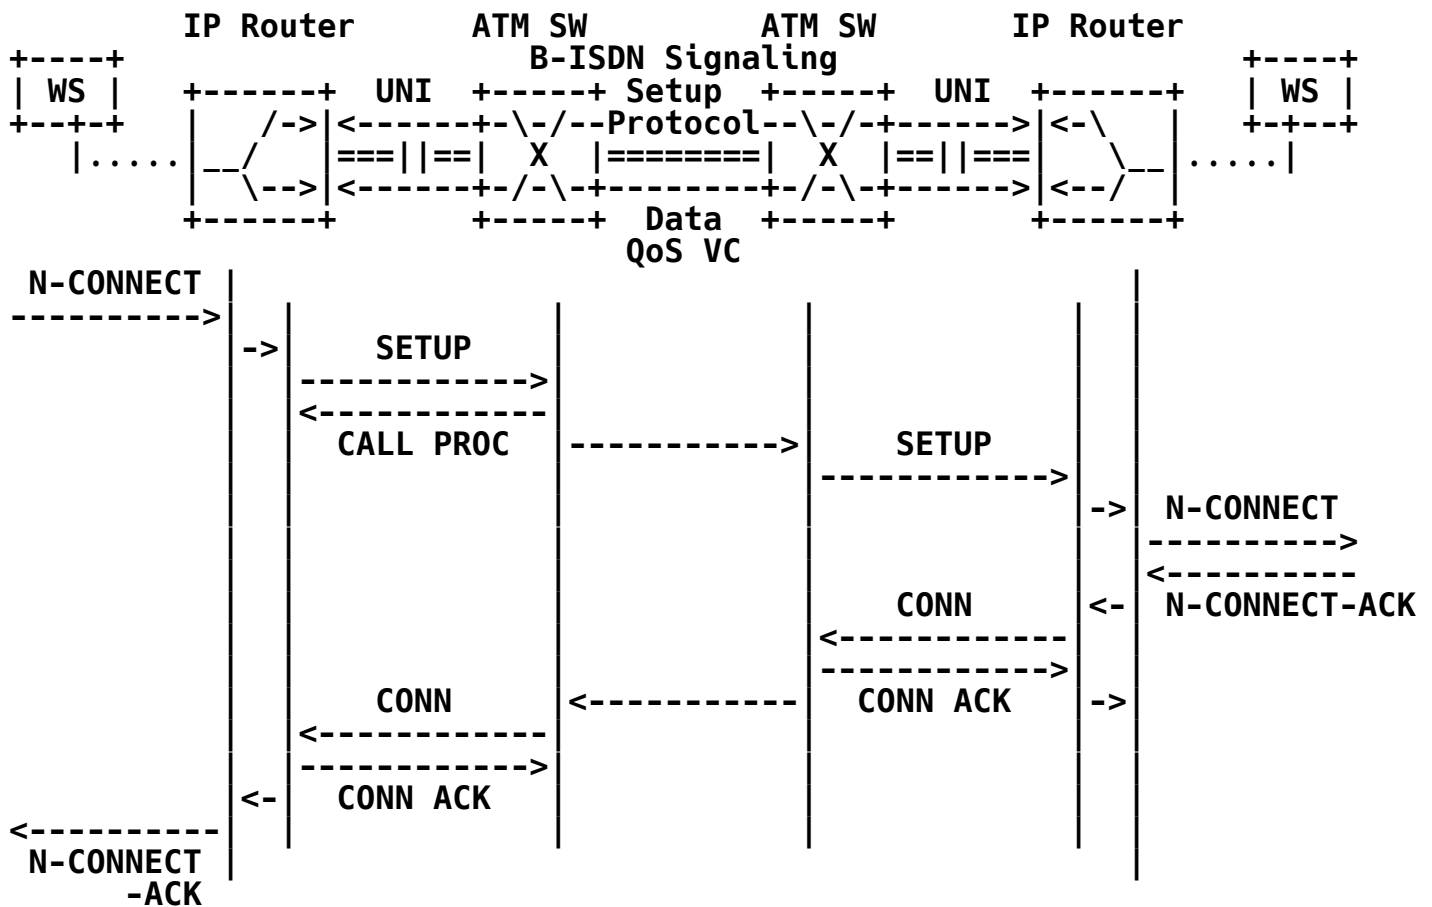 IP Router ATM SW ATM SW IP Router
B-ISDN Signaling
WS UNI Setup UNI WS
Protocol
X X
Data
QoS VC
N-CONNECT
SETUP
CALL PROC SETUP
N-CONNECT
CONN N-CONNECT-ACK
CONN CONN ACK
CONN ACK
N-CONNECT
-ACK